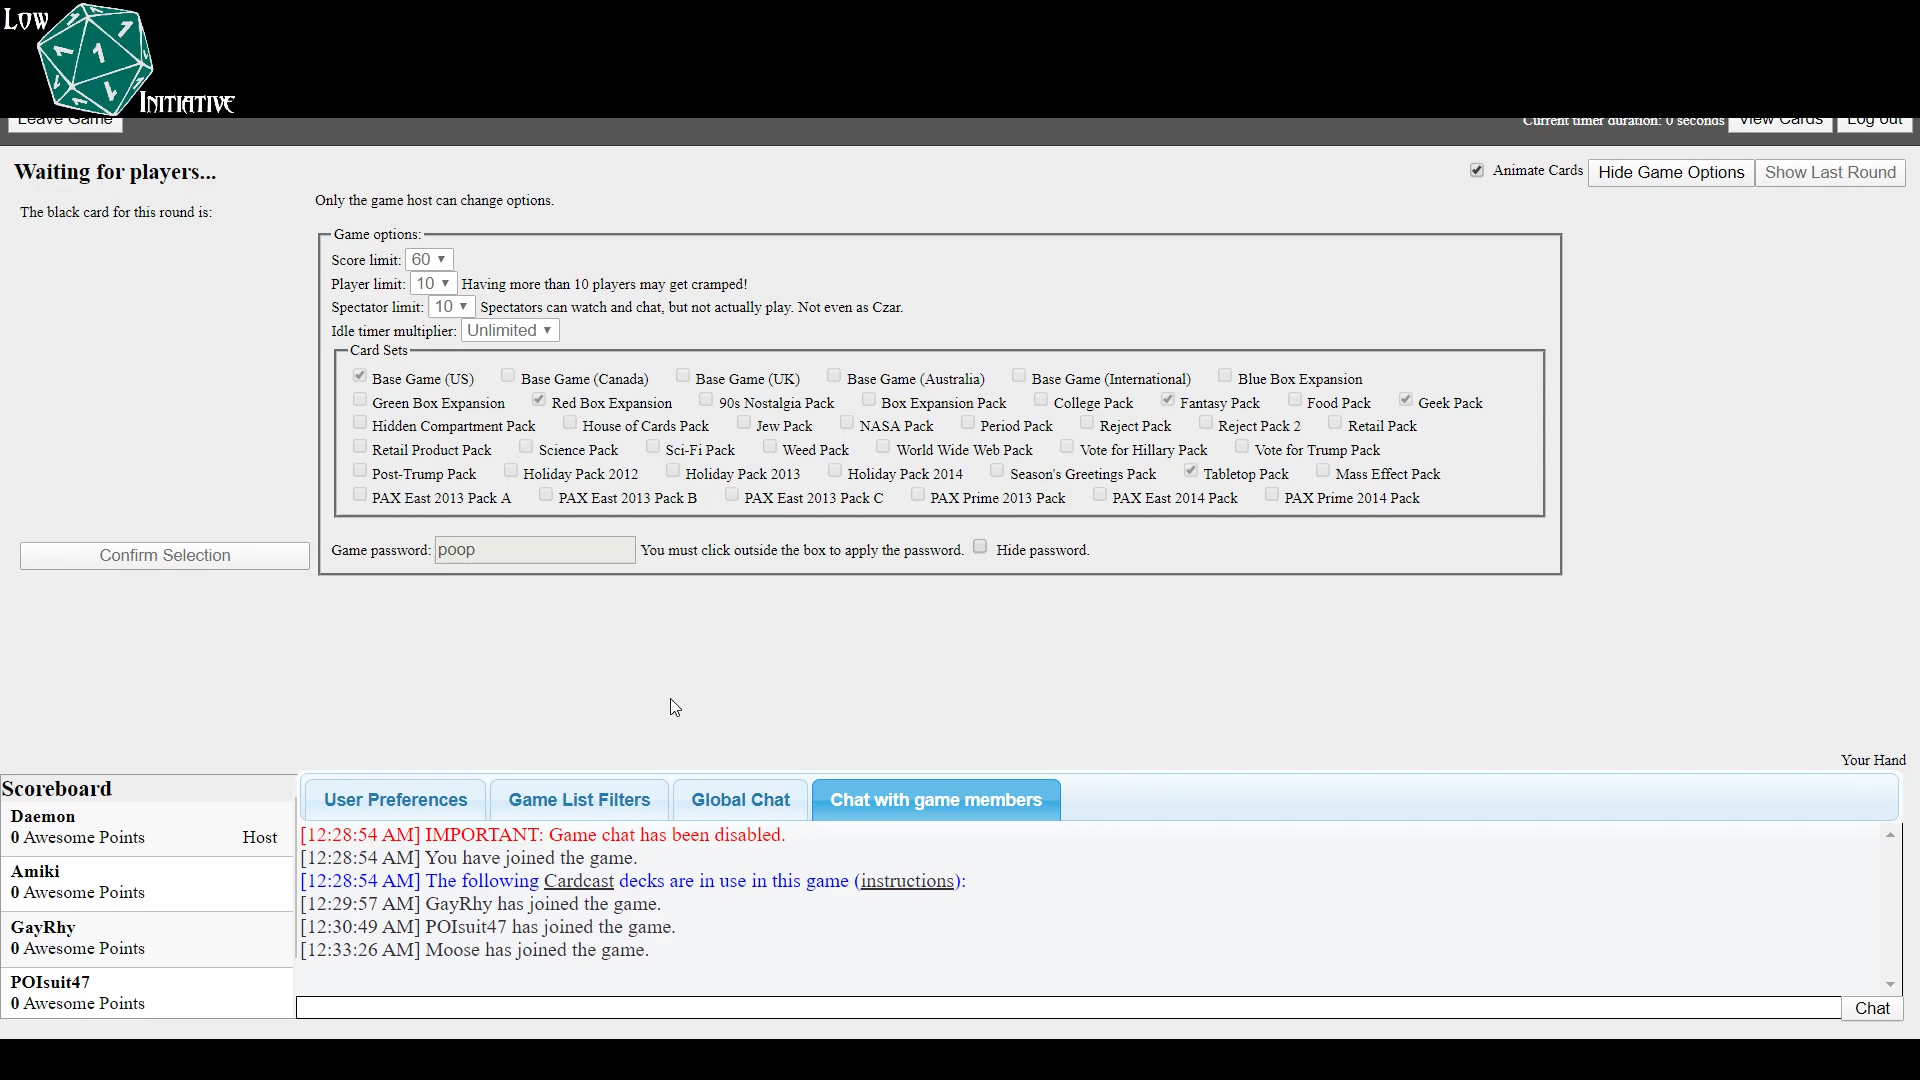 Low
Initiative
Leave Game
Current timer duration: 0 seconds View Cards Log out
Waiting for players...
Animate Cards Hide Game Options Show Last Round
Only the game host can change options.
The black card for this round is:
Game options:
Score limit: 60
Player limit: 10 Having more than 10 players may get cramped!
Spectator limit: 10 Spectators can watch and chat, but not actually play. Not even as Czar.
Idle timer multiplier: Unlimited
Card Sets
Base Game (US) Base Game (Canada) Base Game (UK) Base Game (Australia) Base Game (International) Blue Box Expansion
Green Box Expansion Red Box Expansion 90s Nostalgia Pack Box Expansion Pack College Pack Fantasy Pack Food Pack Geek Pack
Hidden Compartment Pack House of Cards Pack Jew Pack NASA Pack Period Pack Reject Pack Reject Pack 2 Retail Pack
Retail Product Pack Science Pack Sci-Fi Pack Weed Pack World Wide Web Pack Vote for Hillary Pack Vote for Trump Pack
Post-Trump Pack Holiday Pack 2012 Holiday Pack 2013 Holiday Pack 2014 Season's Greetings Pack Tabletop Pack Mass Effect Pack
PAX East 2013 Pack A PAX East 2013 Pack B PAX East 2013 Pack C PAX Prime 2013 Pack PAX East 2014 Pack PAX Prime 2014 Pack
Game password: poop You must click outside the box to apply the password. Hide password.
Confirm Selection
Your Hand
Scoreboard
Daemon
0 Awesome Points Host
Amiki
0 Awesome Points
GayRhy
0 Awesome Points
POIsuit47
0 Awesome Points
User Preferences Game List Filters Global Chat Chat with game members
[12:28:54 AM] IMPORTANT: Game chat has been disabled.
[12:28:54 AM] You have joined the game.
[12:28:54 AM] The following Cardcast decks are in use in this game (instructions):
[12:29:57 AM] GayRhy has joined the game.
[12:30:49 AM] POIsuit47 has joined the game.
[12:33:26 AM] Moose has joined the game.
Chat